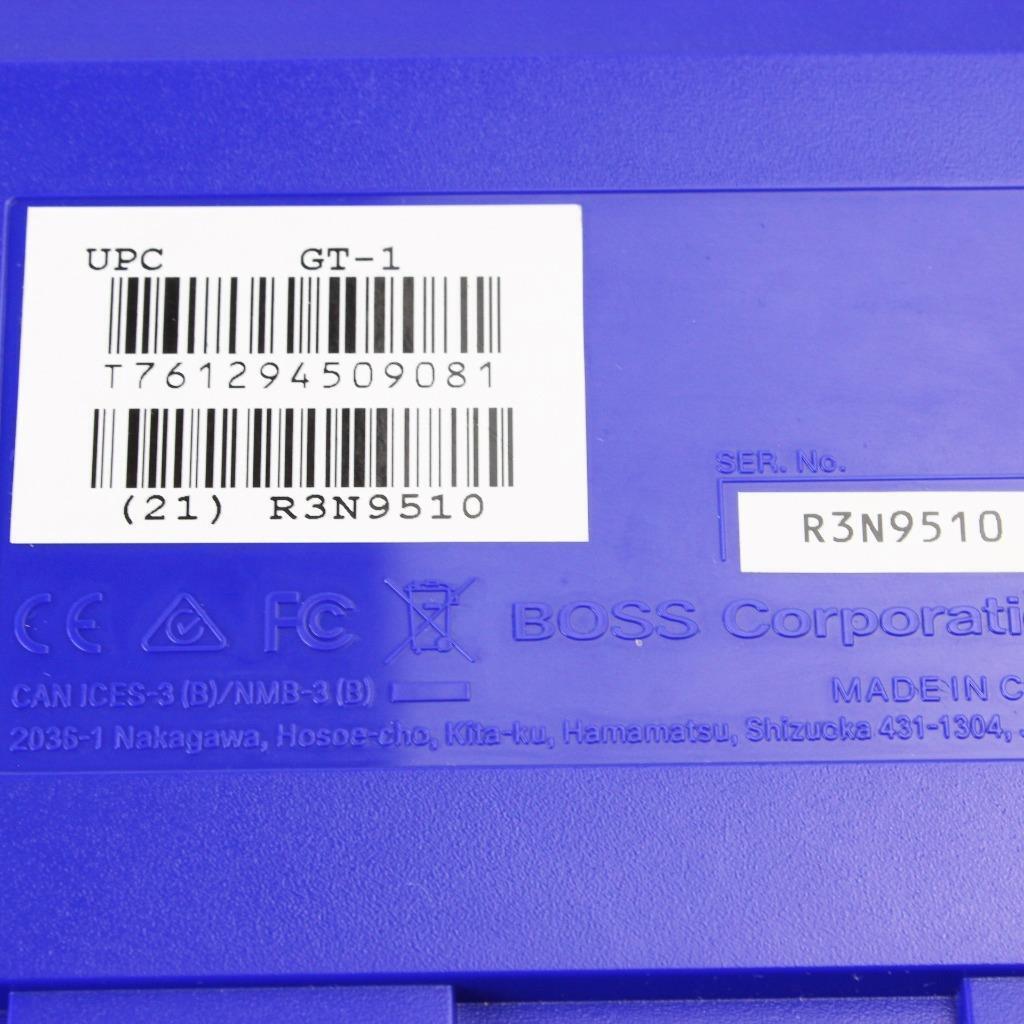 UPC GT-1
T761294509081
(21) R3N9510
SER. No.
R3N9510
CE FC BOSS Corporati
CAN ICES-3 (B)/NMB-3 (B)
MADE IN C
2036-1 Nakagawa, Hosoe-cho, Kita-ku, Hamamatsu, Shizuoka 431-1304,